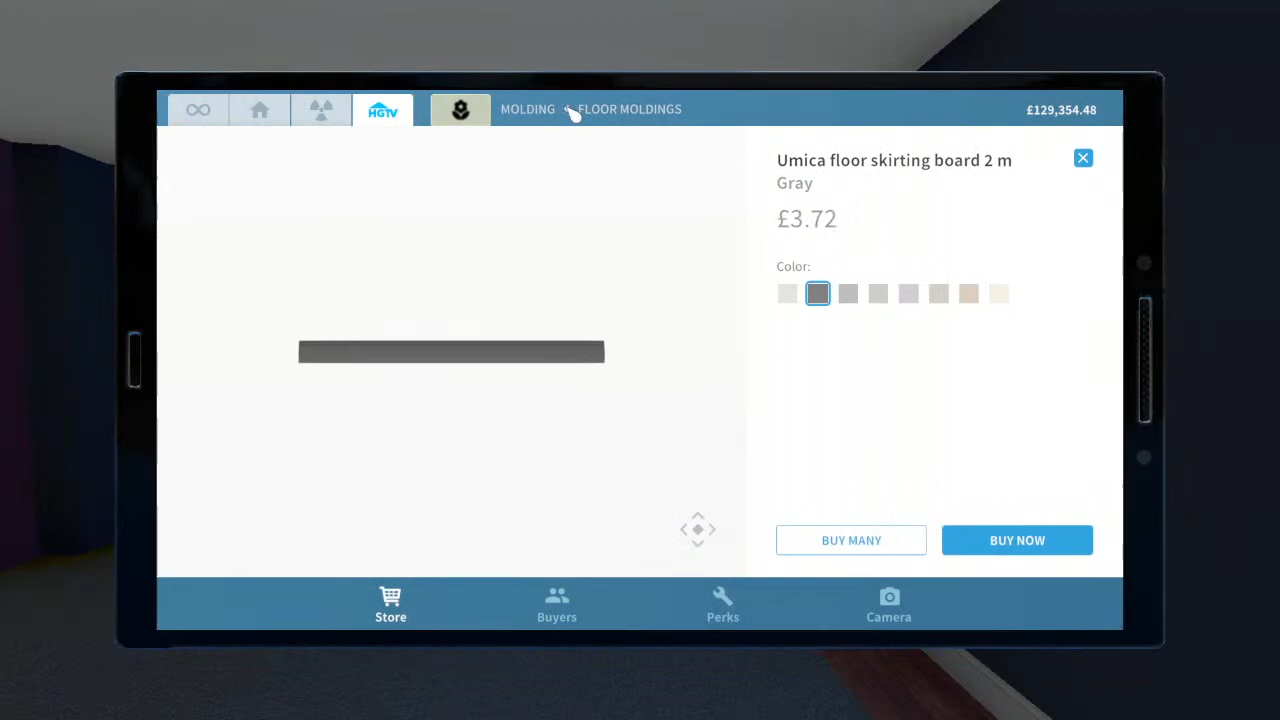 HGTV
MOLDING
FLOOR MOLDINGS
£129,354.48
Umica floor skirting board 2 m
Gray
£3.72
Color:
BUY MANY
BUY NOW
Store
Buyers
Perks
Camera